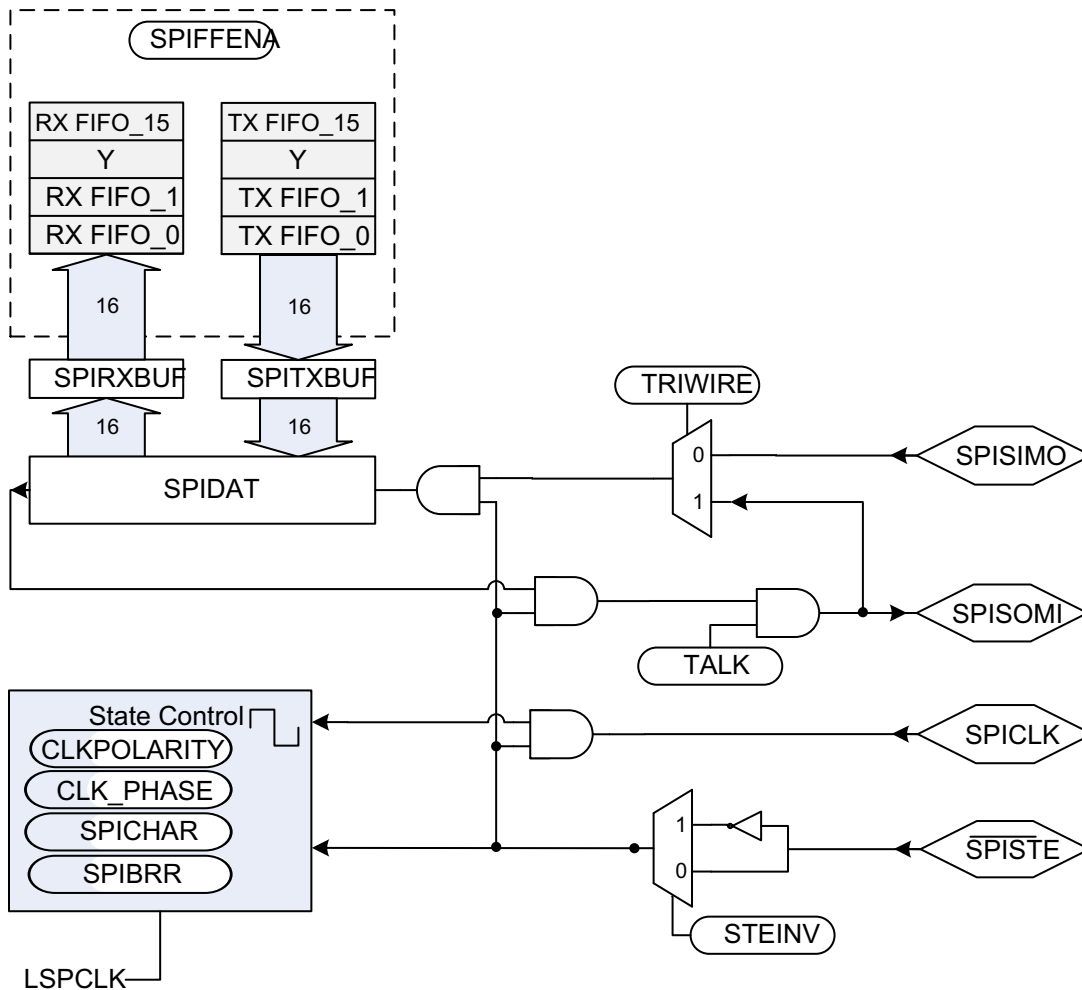 SPIFFENA
RX FIFO_15
Y
RX FIFO_1
RX FIFO_0
TX FIFO_15
Y
TX FIFO_1
TX FIFO_0
16
16
SPIRXBUF
SPITXBUF
16
16
SPIDAT
TRIWIRE
0
1
SPISIMO
SPISOMI
TALK
State Control
CLKPOLARITY
CLK_PHASE
SPICHAR
SPIBRR
SPICLK
1
0
SPISTE
STEINV
LSPCLK